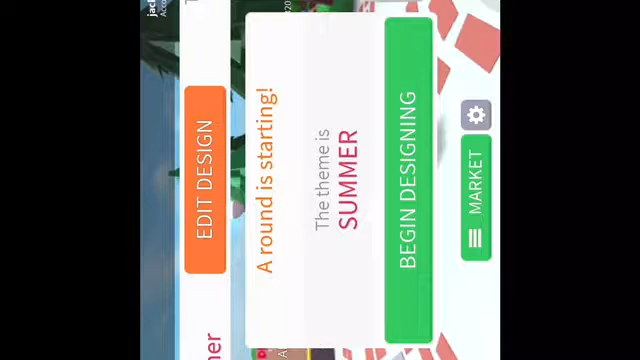 A round is starting!
The theme is
SUMMER
BEGIN DESIGNING
EDIT DESIGN
MARKET